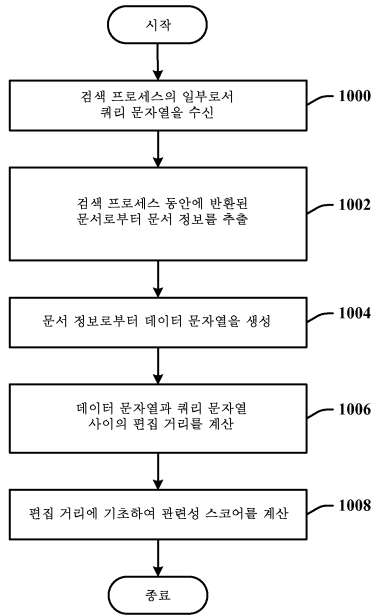 시작
검색 프로세스의 일부로서
쿼리 문자열을 수신
1000
검색 프로세스 동안에 반환된
문서로부터 문서 정보를 추출
1002
문서 정보로부터 데이터 문자열을 생성
1004
데이터 문자열과 쿼리 문자열
사이의 편집 거리를 계산
1006
편집 거리에 기초하여 관련성 스코어를 계산
1008
종료